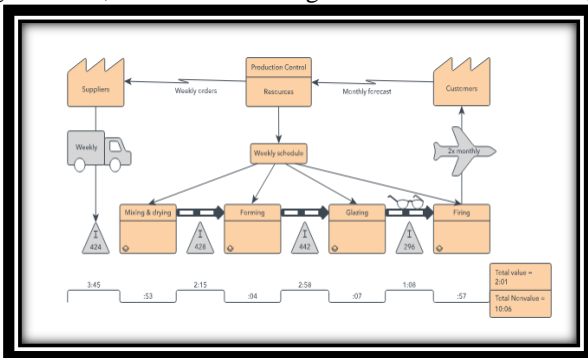 Production Control
Suppliers
Weekly orders
Resources
Monthly forecast
Customers
Weekly
Weekly schedule
2x monthly
Mixing & drying
Forming
Glazing
Firing
I
424
I
428
I
442
I
296
3:45
:53
2:15
:04
2:58
:07
1:08
:57
Total value =
2:01
Total Nonvalue =
10:06